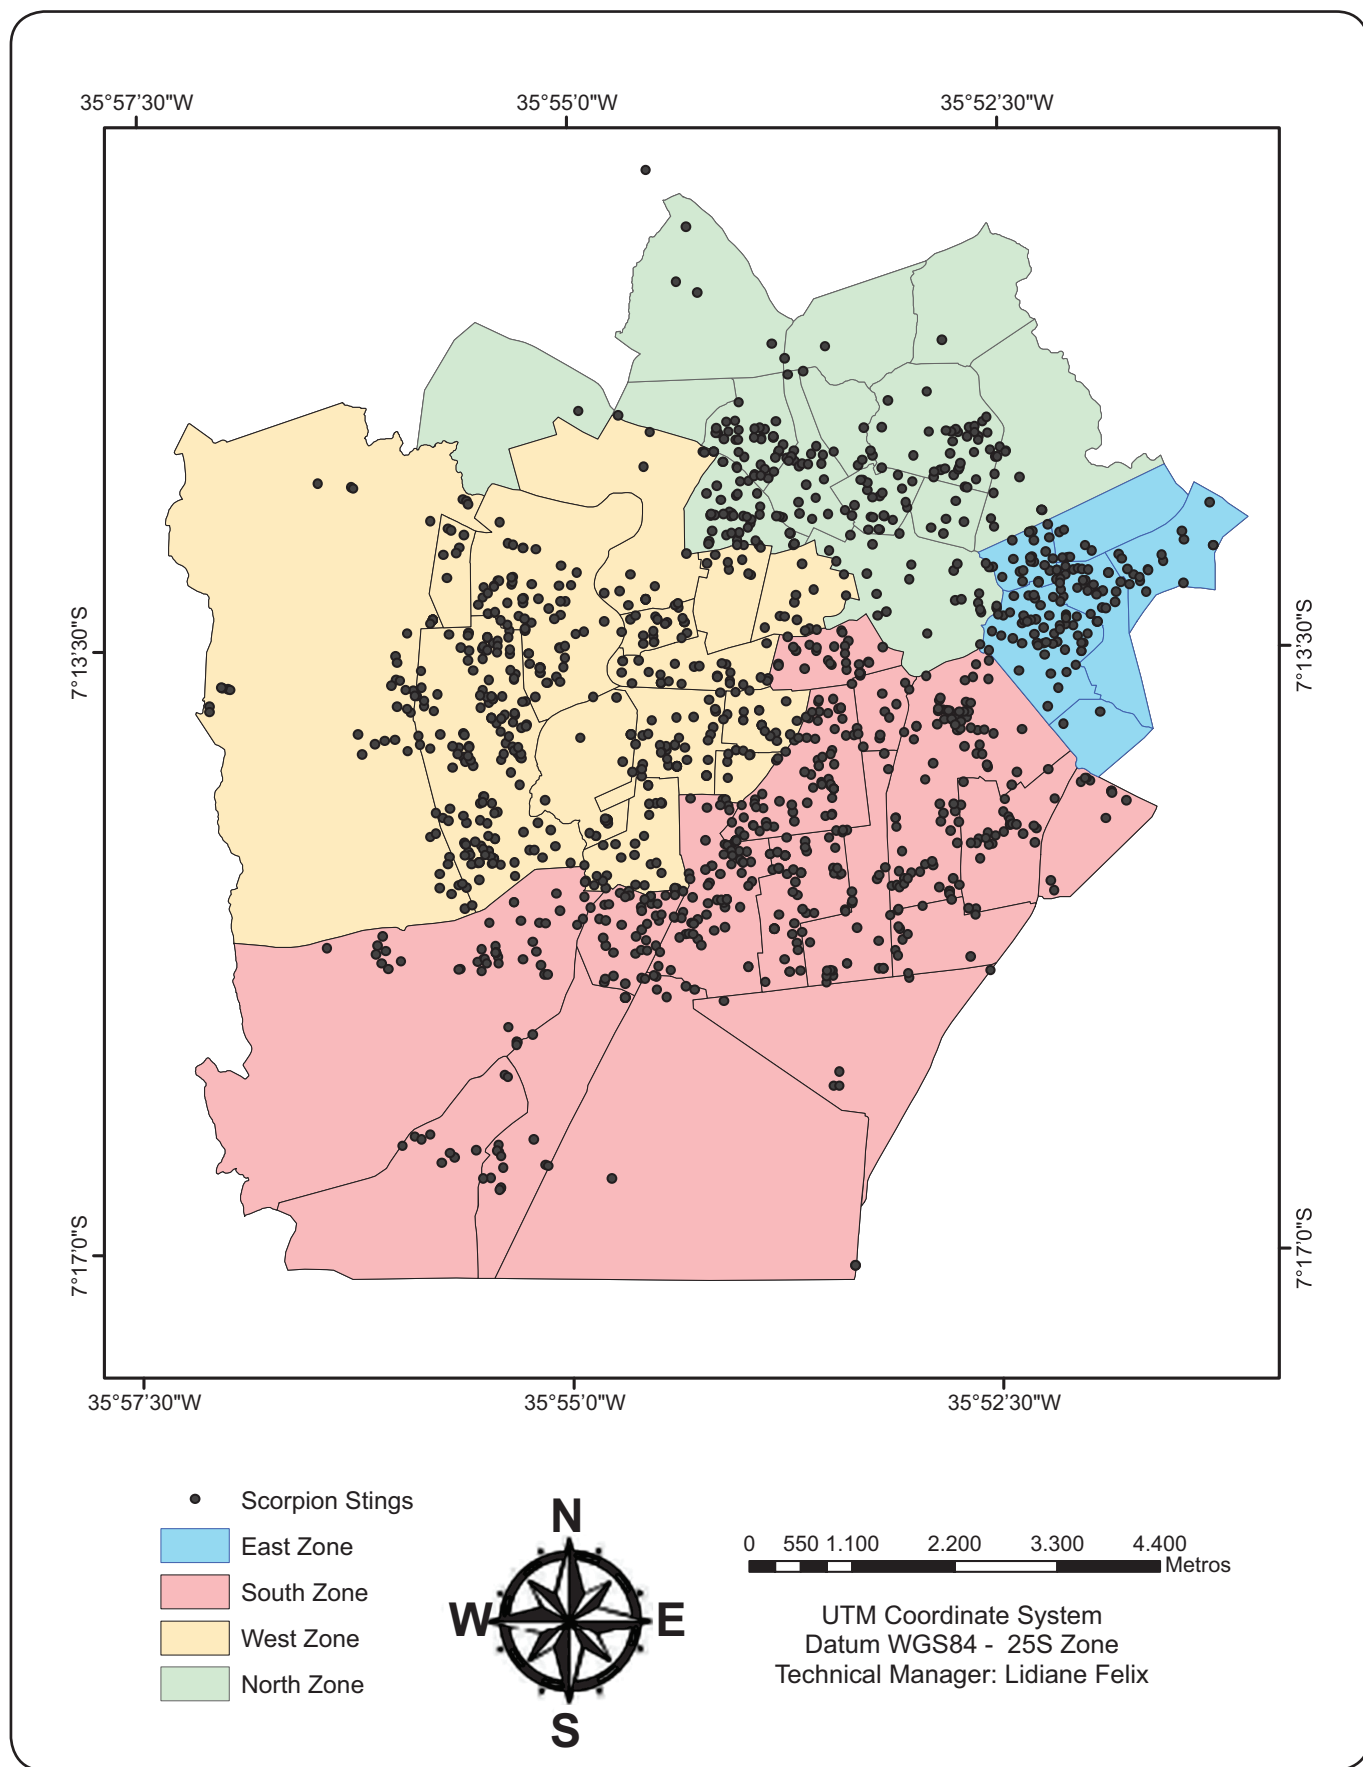 35°57'30"W
35°55'0"W
35°52'30"W
7°13'30"S
7°13'30"S
7°17'0"S
7°17'0"S
35°57'30"W
35°55'0"W
35°52'30"W
Scorpion Stings
East Zone
South Zone
West Zone
North Zone
N
W
E
S
0 550 1.100 2.200 3.300 4.400
Metros
UTM Coordinate System
Datum WGS84 - 25S Zone
Technical Manager: Lidiane Felix